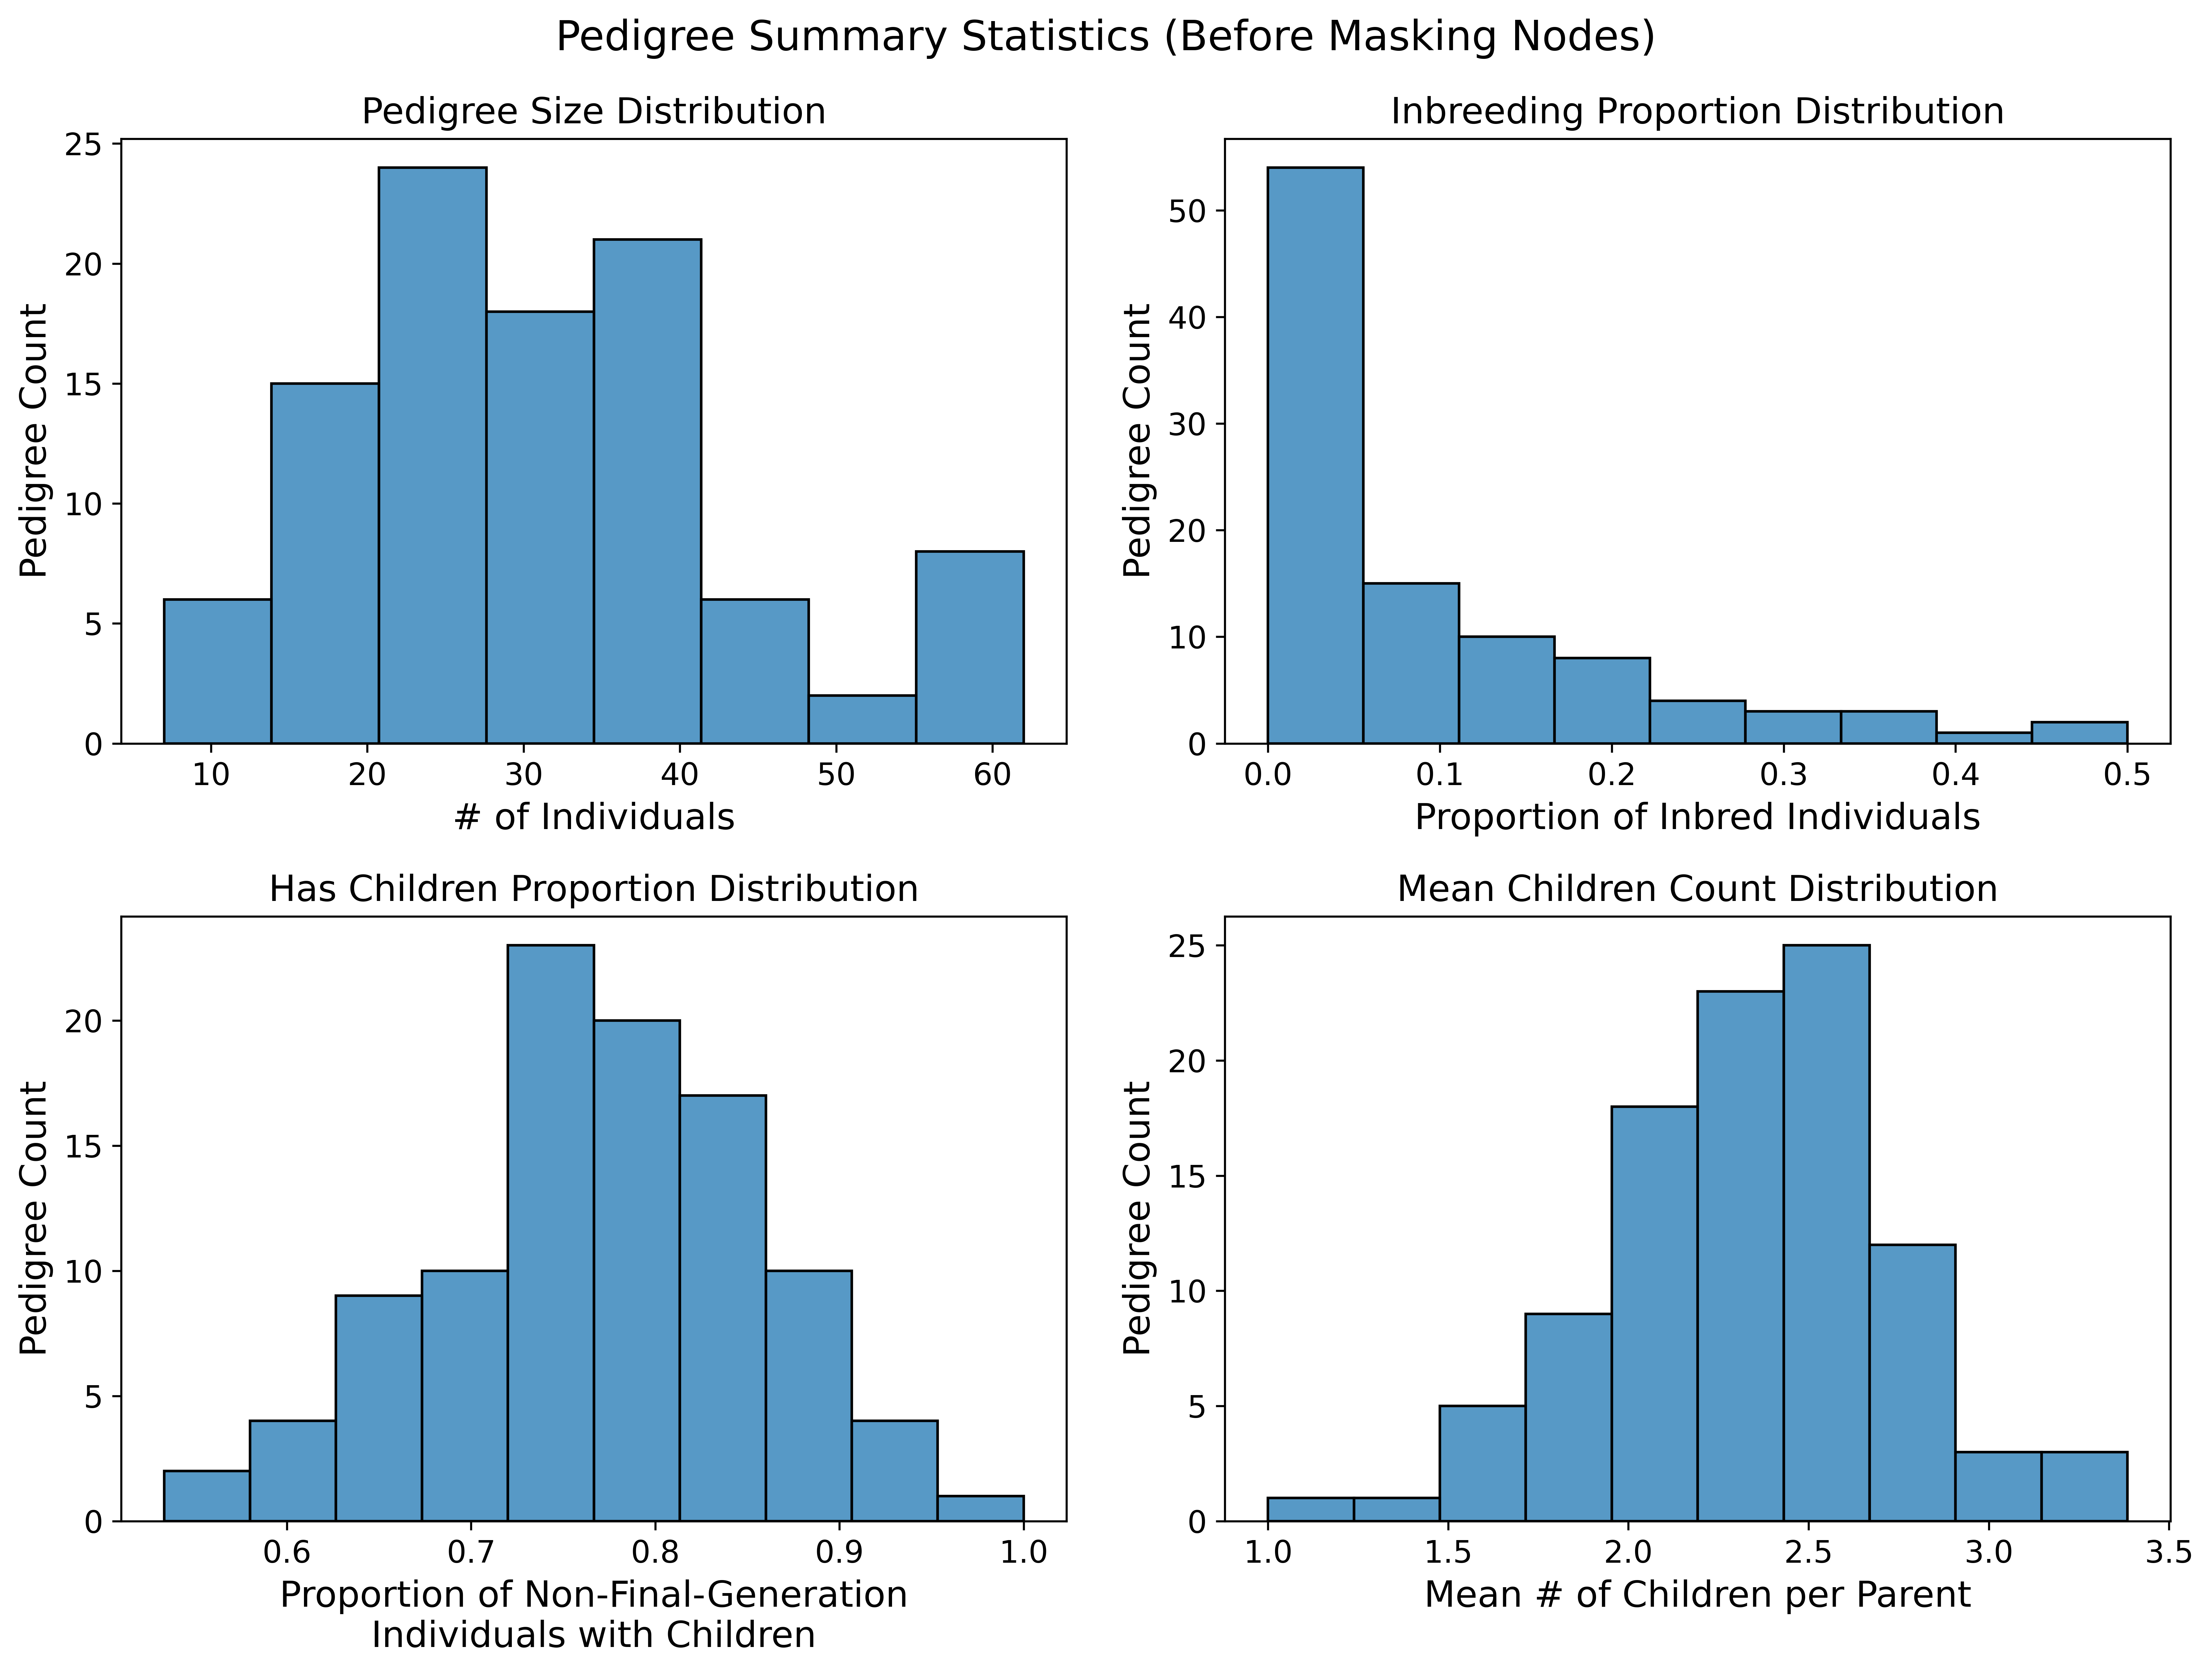 Pedigree Summary Statistics (Before Masking Nodes)
Pedigree Size Distribution
25
20
15
10
5
0
Pedigree Count
10 20 30 40 50 60
# of Individuals
Inbreeding Proportion Distribution
50
40
30
20
10
0
Pedigree Count
0.0 0.1 0.2 0.3 0.4 0.5
Proportion of Inbred Individuals
Has Children Proportion Distribution
20
15
10
5
0
Pedigree Count
0.6 0.7 0.8 0.9 1.0
Proportion of Non-Final-Generation
Individuals with Children
Mean Children Count Distribution
25
20
15
10
5
0
Pedigree Count
1.0 1.5 2.0 2.5 3.0 3.5
Mean # of Children per Parent